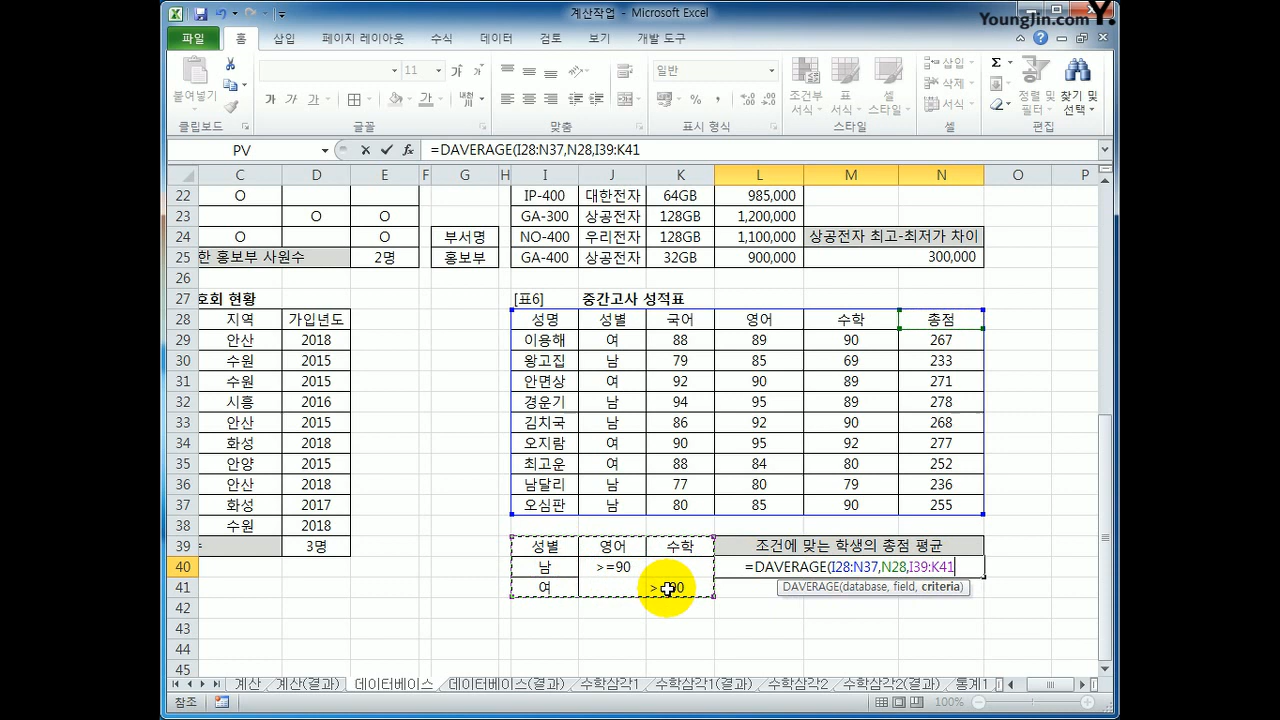 계산작업 - Microsoft Excel
YoungJin.com Y.
파일 홈 삽입 페이지 레이아웃 수식 데이터 검토 보기 개발 도구
붙여넣기
클립보드
11 가 가
가 가 가
글꼴
맞춤
일반
표시 형식
조건부 서식
표 서식
셀 스타일
스타일
삽입
삭제
서식
셀
정렬 및 필터
찾기 및 선택
편집
PV =DAVERAGE(I28:N37,N28,I39:K41
C D E F G H I J K L M N O P
22 O IP-400 대한전자 64GB 985,000
23 O O GA-300 상공전자 128GB 1,200,000
24 O O 부서명 NO-400 우리전자 128GB 1,100,000 상공전자 최고-최저가 차이
25 한 홍보부 사원수 2명 홍보부 GA-400 상공전자 32GB 900,000 300,000
26
27 호회 현황 [표6] 중간고사 성적표
28 지역 가입년도 성명 성별 국어 영어 수학 총점
29 안산 2018 이용해 여 88 89 90 267
30 수원 2015 왕고집 남 79 85 69 233
31 수원 2015 안면상 여 92 90 89 271
32 시흥 2016 경운기 남 94 95 89 278
33 안산 2015 김치국 남 86 92 90 268
34 화성 2018 오지람 여 90 95 92 277
35 안양 2015 최고운 여 88 84 80 252
36 안산 2018 남달리 남 77 80 79 236
37 화성 2017 오심판 남 80 85 90 255
38 수원 2018
39 3명 성별 영어 수학 조건에 맞는 학생의 총점 평균
40 남 >=90 =DAVERAGE(I28:N37,N28,I39:K41
41 여 DAVERAGE(database, field, criteria)
42
43
44
45
계산 계산(결과) 데이터베이스 데이터베이스(결과) 수학삼각1 수학삼각1(결과) 수학삼각2 수학삼각2(결과) 통계1
참조 100%